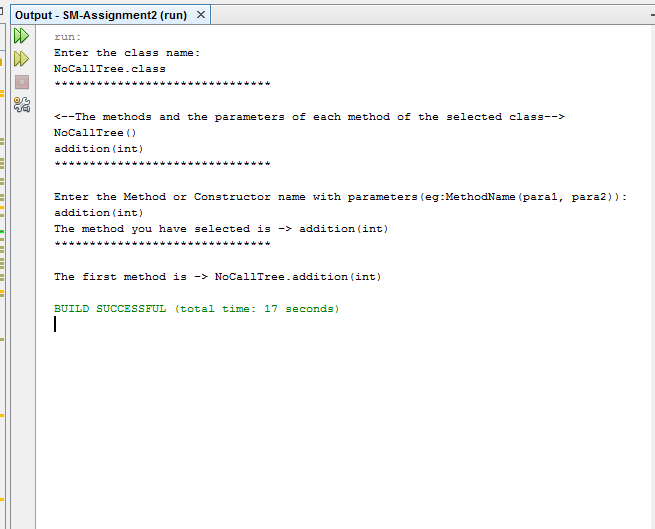 Output - SM-Assignment2 (run) ×
run:
Enter the class name:
NoCallTree.class
*******************************
<--The methods and the parameters of each method of the selected class-->
NoCallTree()
addition(int)
*******************************
Enter the Method or Constructor name with parameters(eg:MethodName(para1, para2)):
addition(int)
The method you have selected is -> addition(int)
*******************************
The first method is -> NoCallTree.addition(int)
BUILD SUCCESSFUL (total time: 17 seconds)